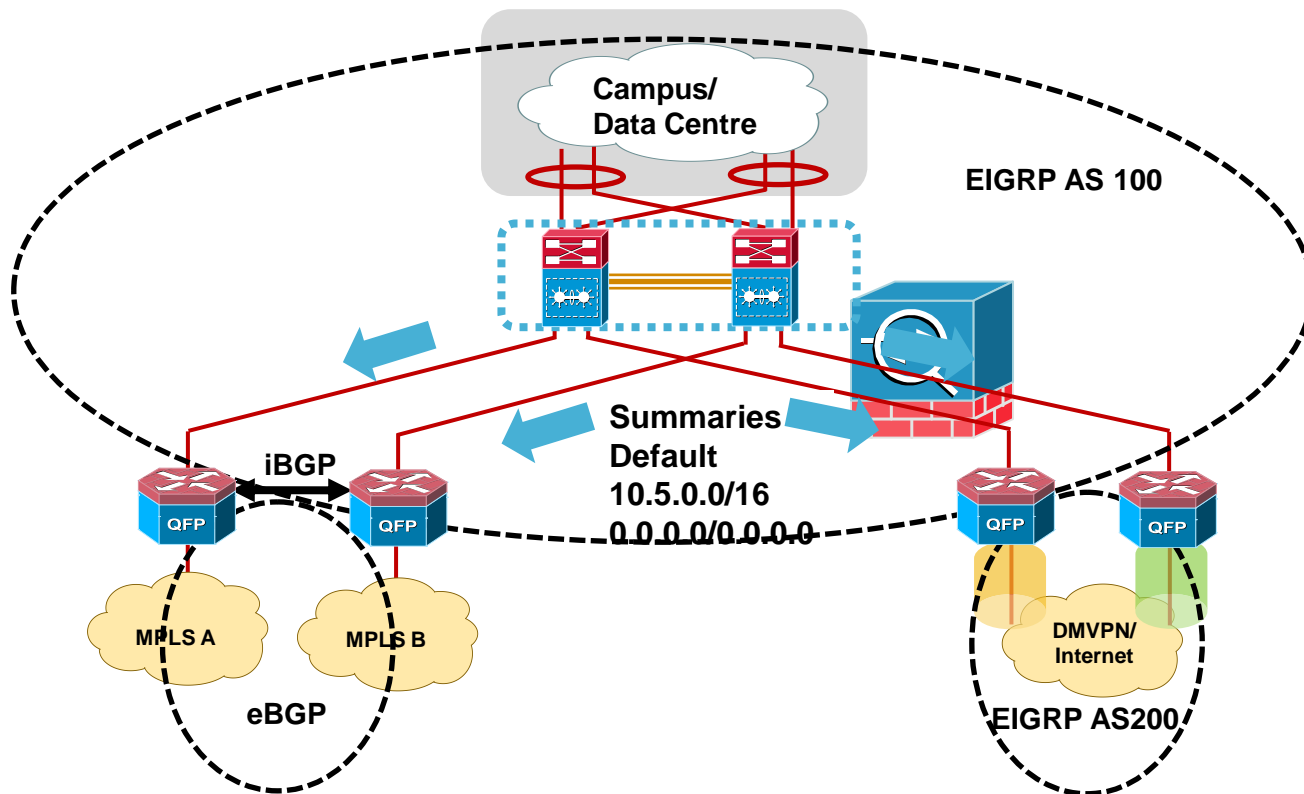 Campus/
Data Centre
EIGRP AS 100
Summaries
Default
10.5.0.0/16
0.0.0.0/0.0.0.0
iBGP
QFP
QFP
QFP
QFP
MPLS A
MPLS B
DMVPN/
Internet
eBGP
EIGRP AS200